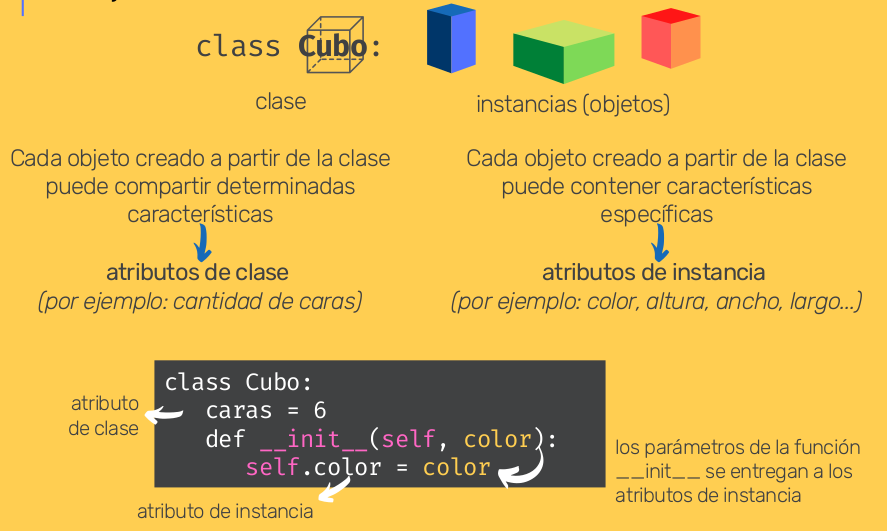 class Cubo:
clase
instancias (objetos)
Cada objeto creado a partir de la clase
puede compartir determinadas
características
atributos de clase
(por ejemplo: cantidad de caras)
Cada objeto creado a partir de la clase
puede contener características
específicas
atributos de instancia
(por ejemplo: color, altura, ancho, largo...)
atributo
de clase
class Cubo:
caras = 6
def __init__(self, color):
self.color = color
atributo de instancia
los parámetros de la función
__init__ se entregan a los
atributos de instancia